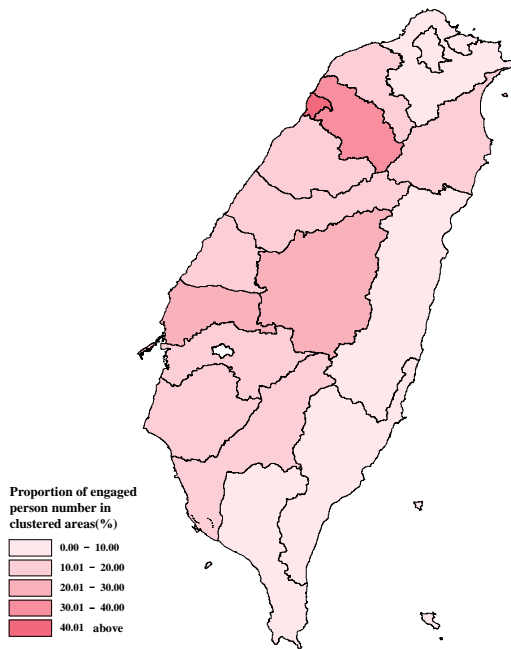 Proportion of engaged
person number in
clustered areas(%)
0.00 - 10.00
10.01 - 20.00
20.01 - 30.00
30.01 - 40.00
40.01 above